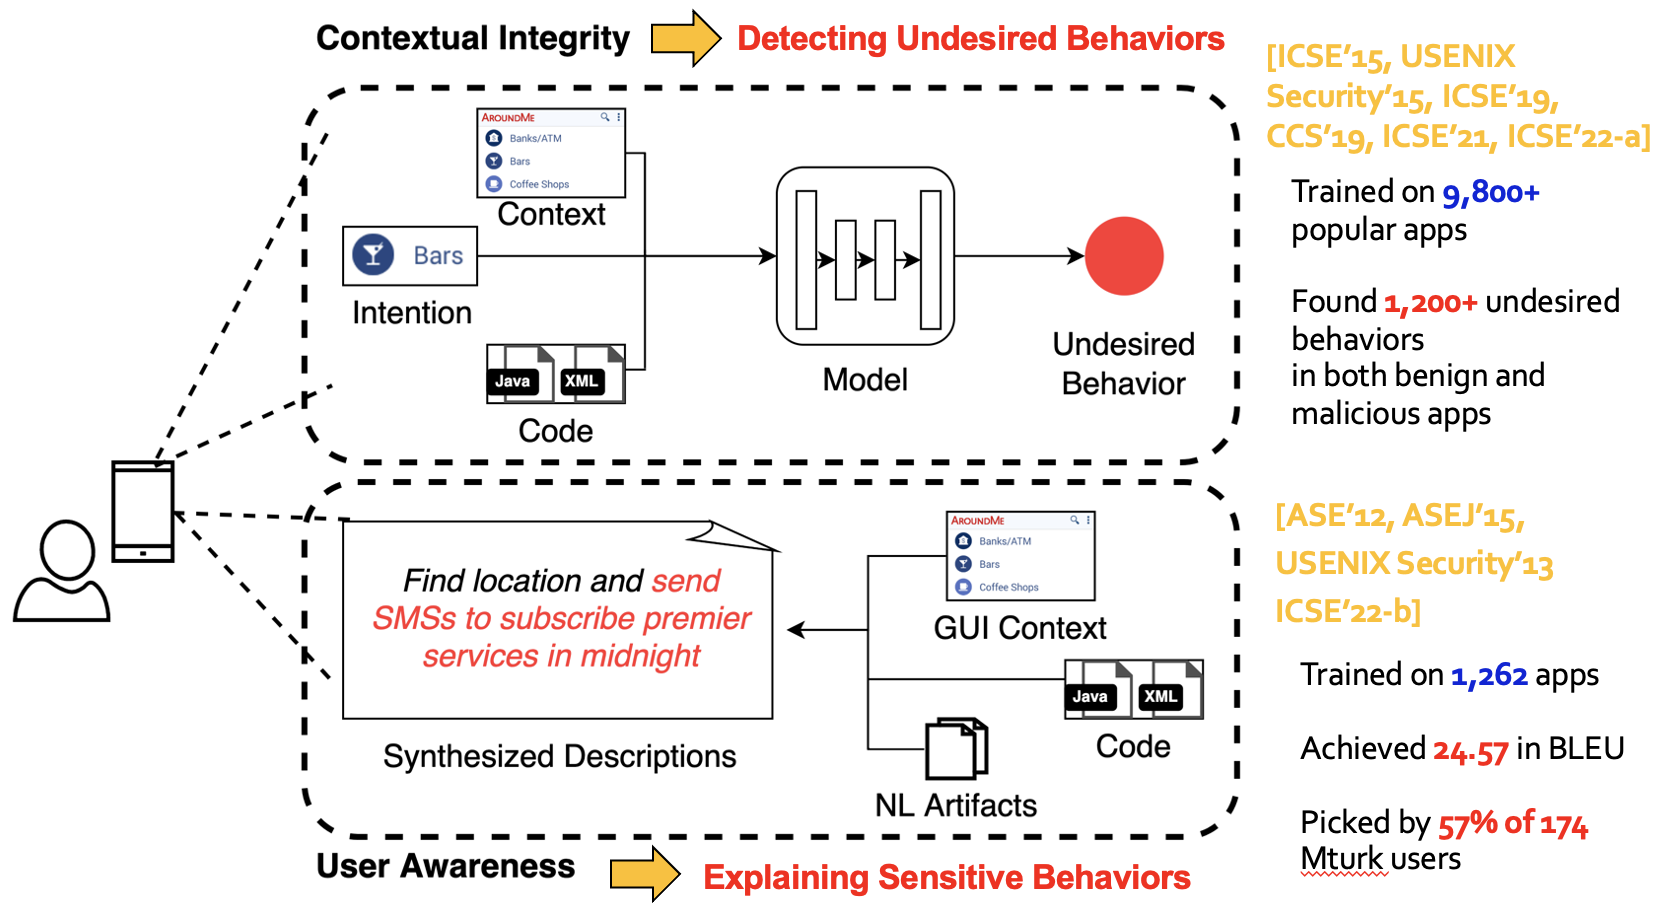 Contextual Integrity
Detecting Undesired Behaviors
AROUNDME
Banks/ATM
Bars
Coffee Shops
Context
Bars
Intention
Java XML
Code
Model
Undesired
Behavior
[ICSE'15, USENIX
Security'15, ICSE'19,
CCS'19, ICSE'21, ICSE'22-a]
Trained on 9,800+
popular apps
Found 1,200+ undesired
behaviors
in both benign and
malicious apps
Find location and send
SMSs to subscribe premier
services in midnight
Synthesized Descriptions
AROUNDME
Banks/ATM
Bars
Coffee Shops
GUI Context
Java XML
Code
NL Artifacts
[ASE'12, ASEJ'15,
USENIX Security'13
ICSE'22-b]
Trained on 1,262 apps
Achieved 24.57 in BLEU
Picked by 57% of 174
Mturk users
User Awareness
Explaining Sensitive Behaviors